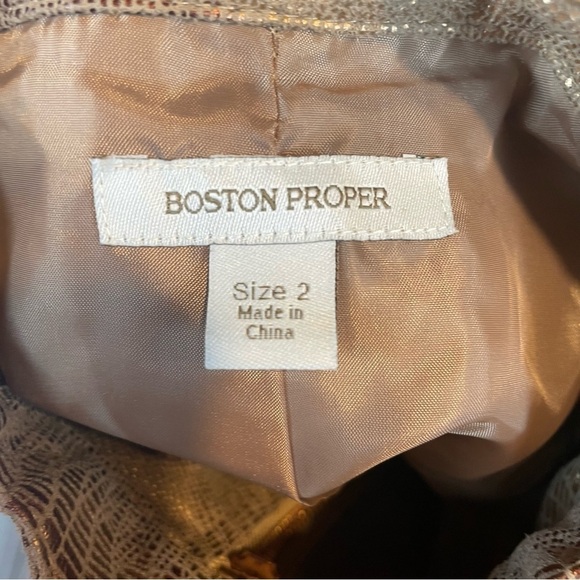 BOSTON PROPER
Size 2
Made in
China